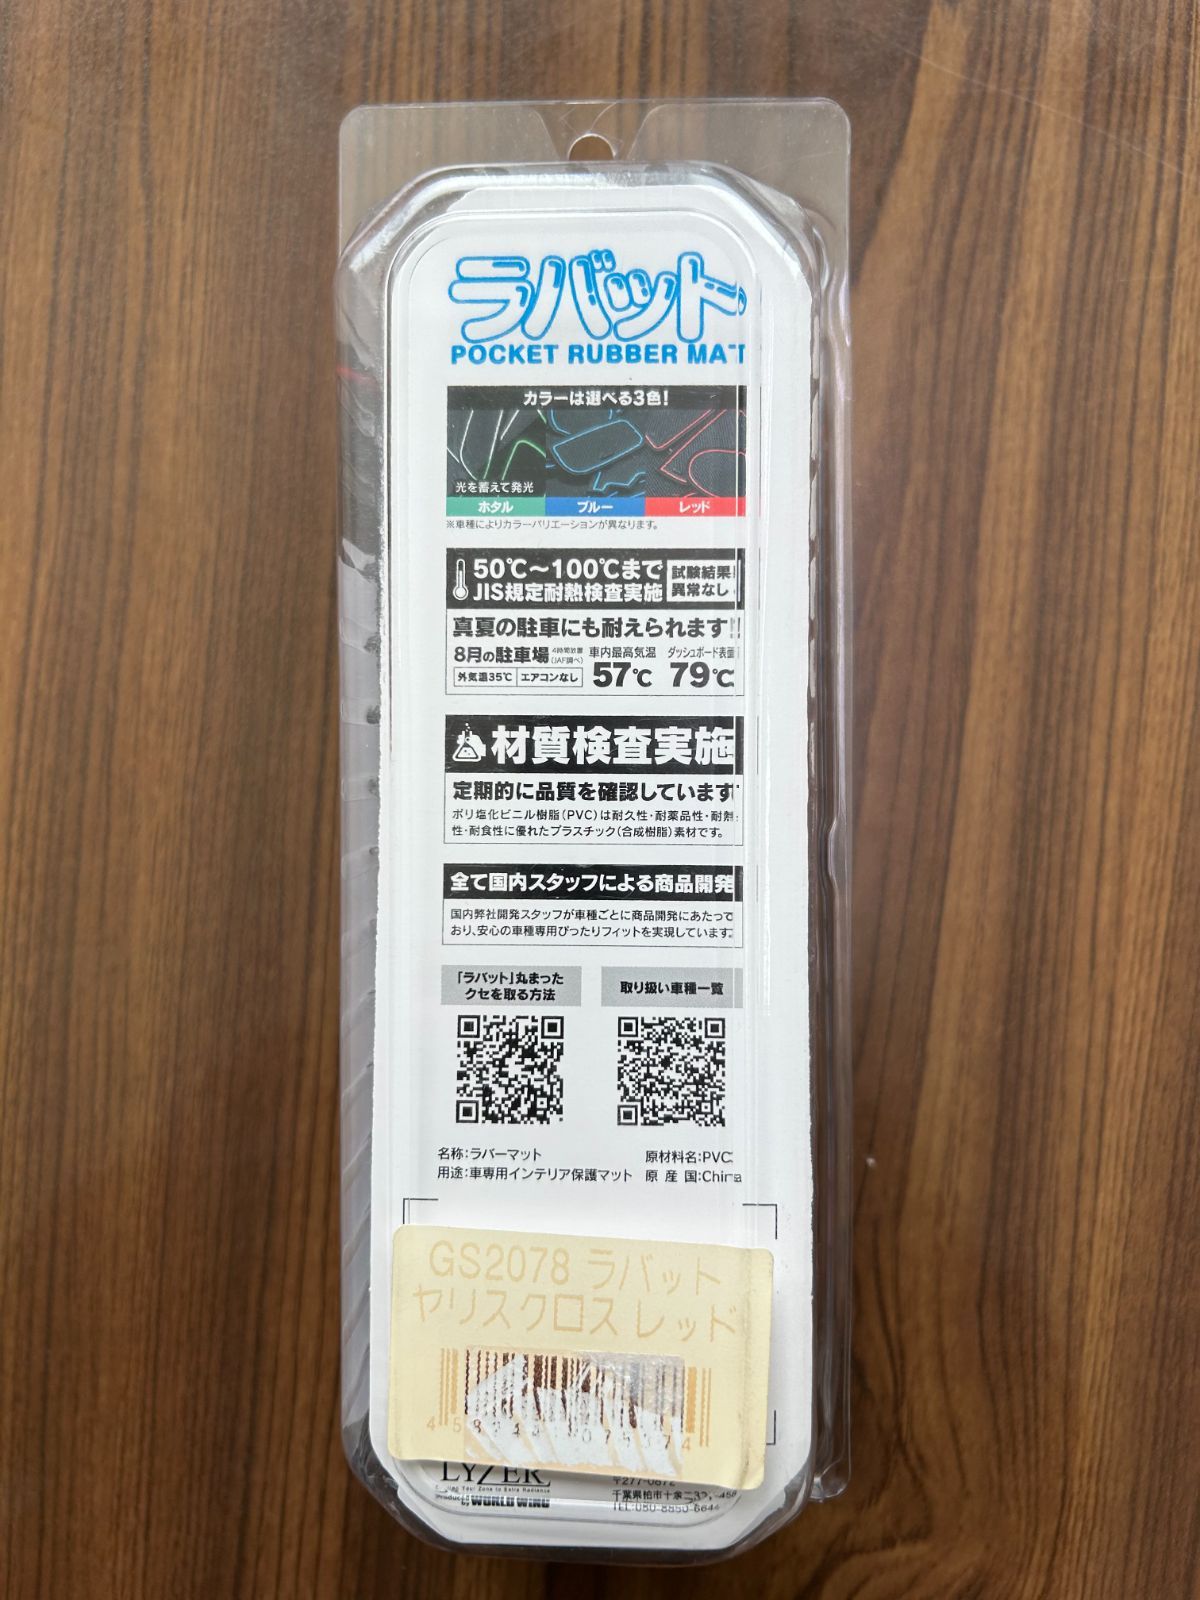 ラバット
POCKET RUBBER MAT
カラーは選べる3色！
光を蓄えて発光
ホタル ブルー レッド
※車種によりカラーバリエーションが異なります。
50℃～100℃まで
JIS規定耐熱検査実施
試験結果
異常なし
真夏の駐車にも耐えられます!!
8月の駐車場 4時間放置 (JAF調べ)
外気温35℃ エアコンなし
車内最高気温 57℃
ダッシュボード表面 79℃
材質検査実施
定期的に品質を確認しています
ポリ塩化ビニル樹脂(PVC)は耐久性・耐薬品性・耐熱
性・耐食性に優れたプラスチック(合成樹脂)素材です。
全て国内スタッフによる商品開発
国内弊社開発スタッフが車種ごとに商品開発にあたって
おり、安心の車種専用ぴったりフィットを実現しています。
「ラバット」丸まった
クセを取る方法
取り扱い車種一覧
名称:ラバーマット 原材料名:PVC
用途:車専用インテリア保護マット 原産国:China
GS2078 ラバット
ヤリスクロス レッド
LYZER
Produced by WORLD WING